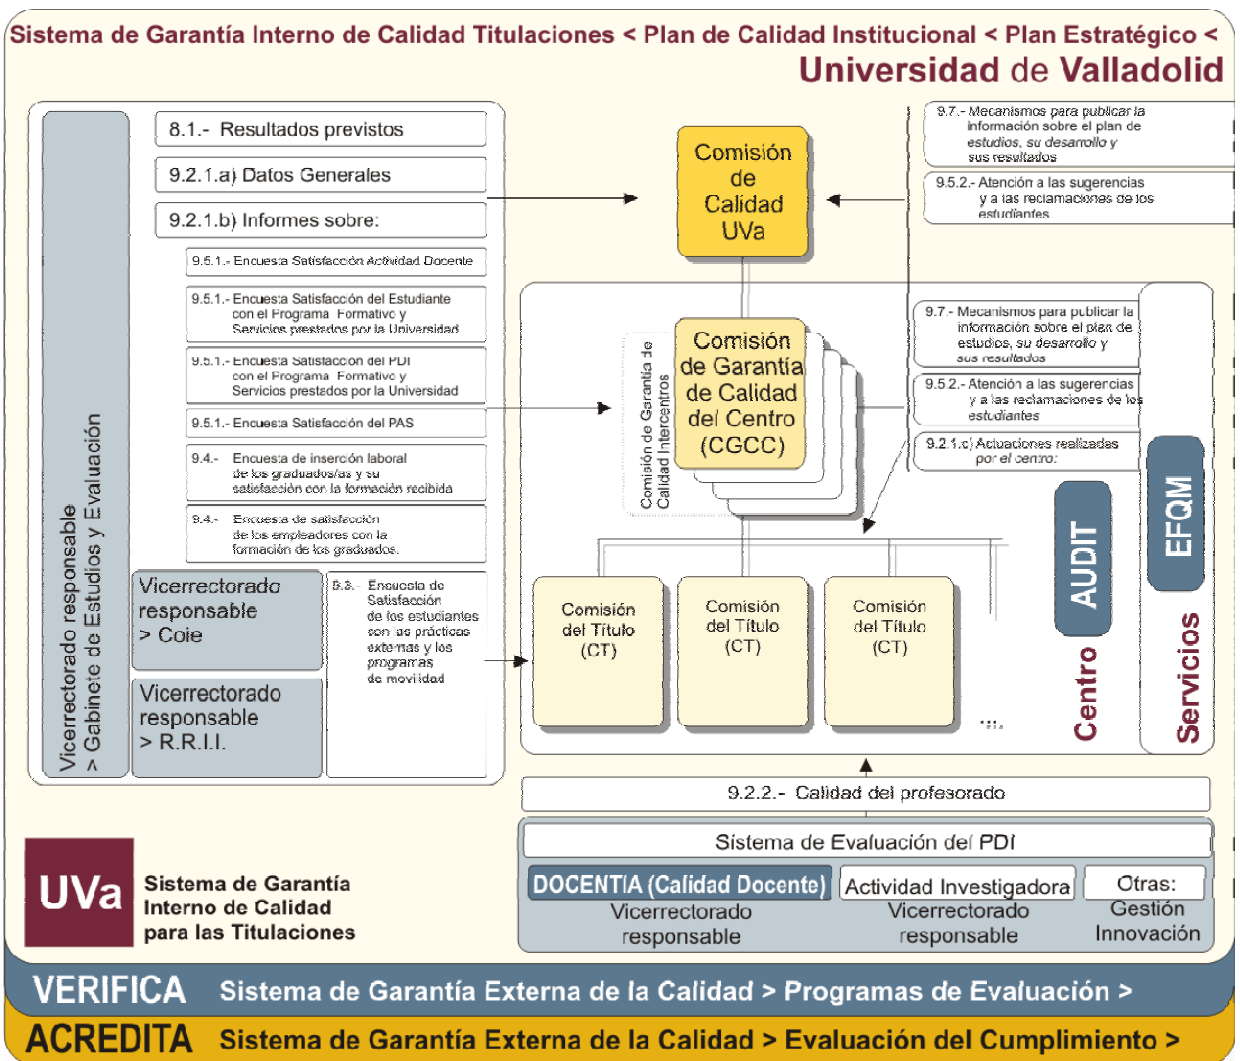 Sistema de Garantía Interno de Calidad Titulaciones < Plan de Calidad Institucional < Plan Estratégico <
Universidad de Valladolid
Vicerrectorado responsable
> Gabinete de Estudios y Evaluación
8.1.- Resultados previstos
9.2.1.a) Datos Generales
9.2.1.b) Informes sobre:
9.5.1.- Encuesta Satisfacción Actividad Docente
9.5.1.- Encuesta Satisfacción del Estudiante
con el Programa Formativo y
Servicios prestados por la Universidad
9.5.1.- Encuesta Satisfacción del PDI
con el Programa Formativo y
Servicios prestados por la Universidad
9.5.1.- Encuesta Satisfacción del PAS
9.4.- Encuesta de inserción laboral
de los graduados/as y su
satisfacción con la formación recibida
9.4.- Encuesta de satisfacción
de los empleadores con la
formación de los graduados.
Vicerrectorado
responsable
> Coie
Vicerrectorado
responsable
> R.R.I.I.
9.3.- Encuesta de
Satisfacción
de los estudiantes
con las prácticas
externas y los
programas
de movilidad
Comisión
de
Calidad
UVa
9.7.- Mecanismos para publicar la
información sobre el plan de
estudios, su desarrollo y
sus resultados
9.5.2.- Atención a las sugerencias
y a las reclamaciones de los
estudiantes
Comisión de Garantía de
Calidad Intercentros
Comisión
de Garantía
de Calidad
del Centro
(CGCC)
9.7.- Mecanismos para publicar la
información sobre el plan de
estudios, su desarrollo y
sus resultados
9.5.2.- Atención a las sugerencias
y a las reclamaciones de los
estudiantes
9.2.1.c) Actuaciones realizadas
por el centro:
Comisión
del Título
(CT)
Comisión
del Título
(CT)
Comisión
del Título
(CT)
...
Centro
AUDIT
Servicios
EFQM
9.2.2.- Calidad del profesorado
Sistema de Evaluación del PDI
DOCENTIA (Calidad Docente)
Vicerrectorado
responsable
Actividad Investigadora
Vicerrectorado
responsable
Otras:
Gestión
Innovación
UVa
Sistema de Garantía
Interno de Calidad
para las Titulaciones
VERIFICA Sistema de Garantía Externa de la Calidad > Programas de Evaluación >
ACREDITA Sistema de Garantía Externa de la Calidad > Evaluación del Cumplimiento >